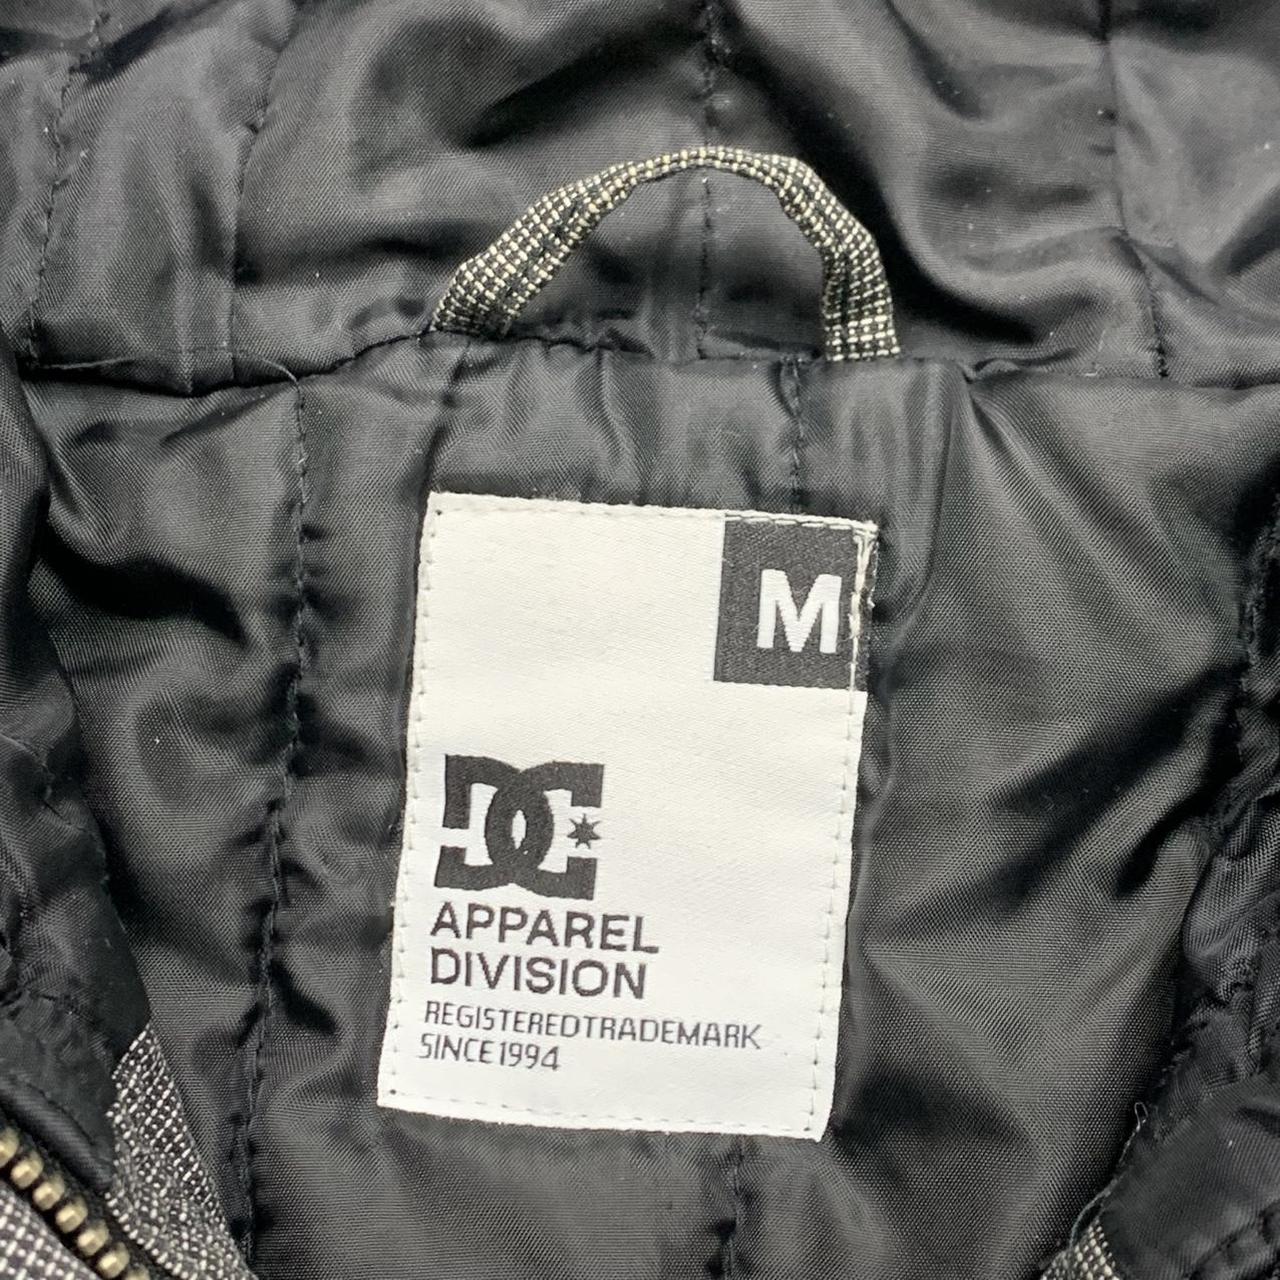 M
DC
APPAREL
DIVISION
REGISTEREDTRADEMARK
SINCE1994